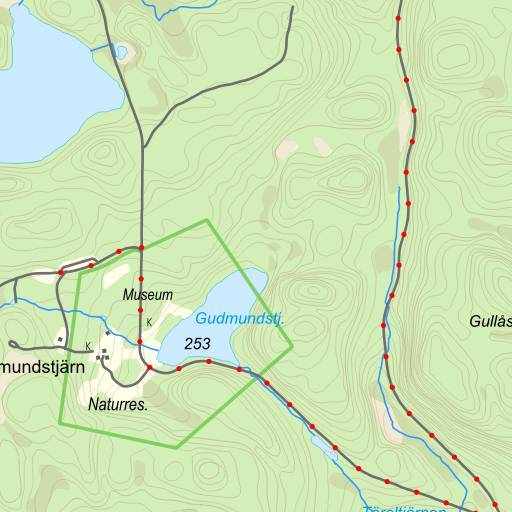 Museum
K
Gudmundstj.
253
Gullås
K
mundstjärn
Naturres.